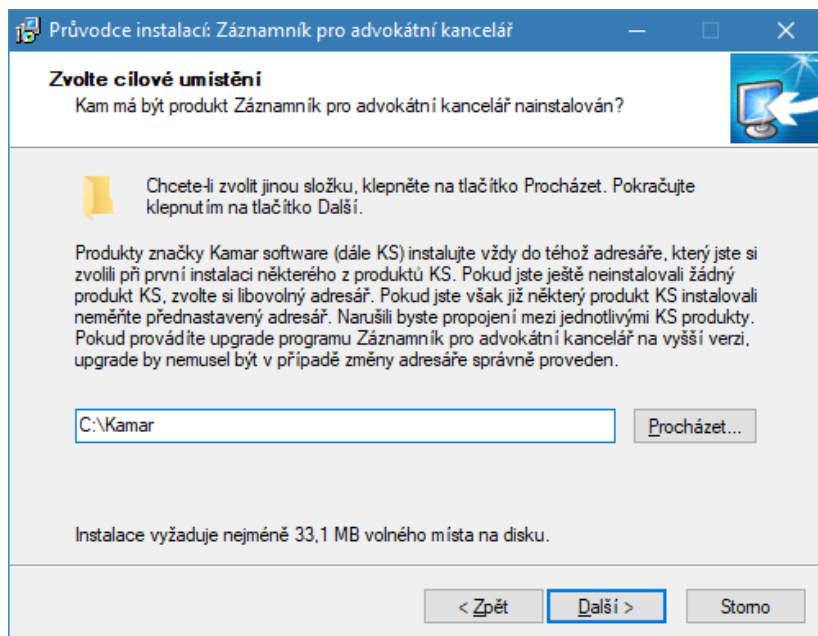 Průvodce instalací: Záznamník pro advokátní kancelář
Zvolte cílové umístění
Kam má být produkt Záznamník pro advokátní kancelář nainstalován?
Chcete-li zvolit jinou složku, klepněte na tlačítko Procházet. Pokračujte
klepnutím na tlačítko Další.
Produkty značky Kamar software (dále KS) instalujte vždy do téhož adresáře, který jste si
zvolili při první instalaci některého z produktů KS. Pokud jste ještě neinstalovali žádný
produkt KS, zvolte si libovolný adresář. Pokud jste však již některý produkt KS instalovali
neměňte přednastavený adresář. Narušili byste propojení mezi jednotlivými KS produkty.
Pokud provádíte upgrade programu Záznamník pro advokátní kancelář na vyšší verzi,
upgrade by nemusel být v případě změny adresáře správně proveden.
C:\Kamar
Procházet...
Instalace vyžaduje nejméně 33,1 MB volného místa na disku.
< Zpět
Další >
Storno